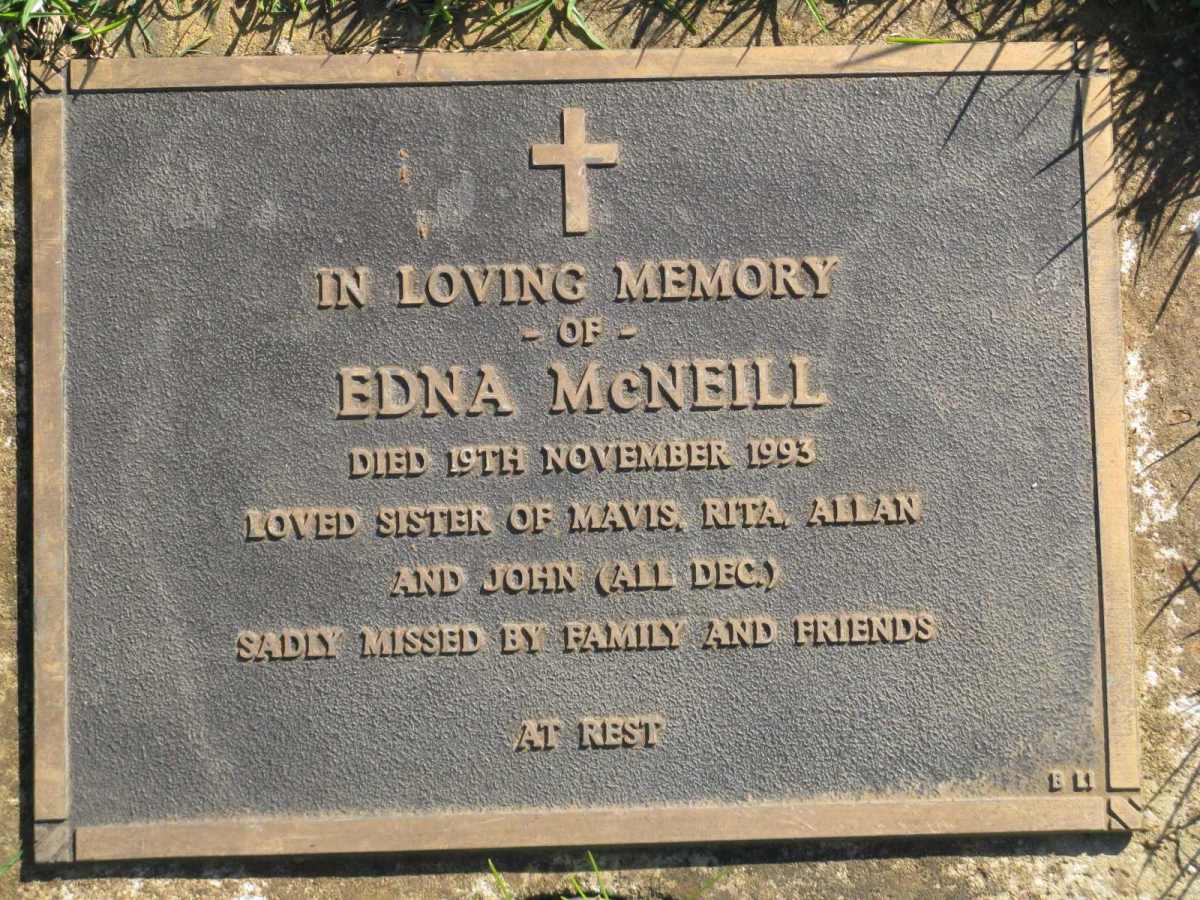 IN LOVING MEMORY
- OF -
EDNA McNEILL
DIED 19TH NOVEMBER 1993
LOVED SISTER OF MAVIS, RITA, ALLAN
AND JOHN (ALL DEC.)
SADLY MISSED BY FAMILY AND FRIENDS
AT REST
B L1